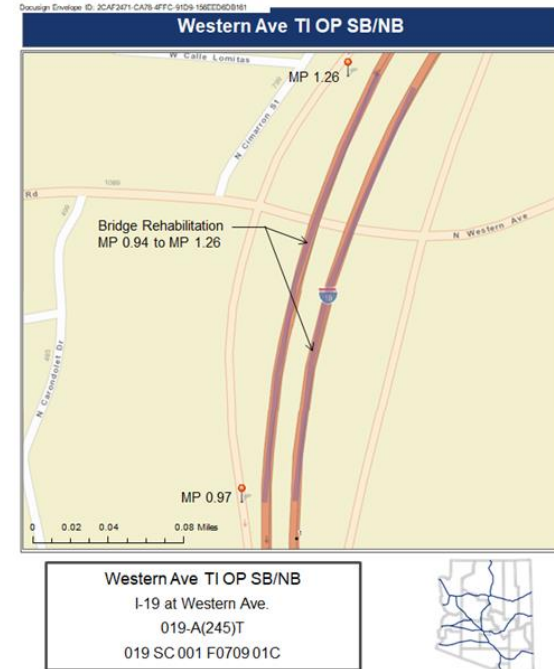 Docusign Envelope ID: 2CAF2471-CA78-4FFC-91D9-156EED6DB161
Western Ave TI OP SB/NB
W Calle Lomitas
MP 1.26
N Cimarron St
1089
Rd
Bridge Rehabilitation
MP 0.94 to MP 1.26
N Western Ave
19
N Carondolet Dr
MP 0.97
0 0.02 0.04 0.08 Miles
Western Ave TI OP SB/NB
I-19 at Western Ave.
019-A(245)T
019 SC 001 F0709 01C